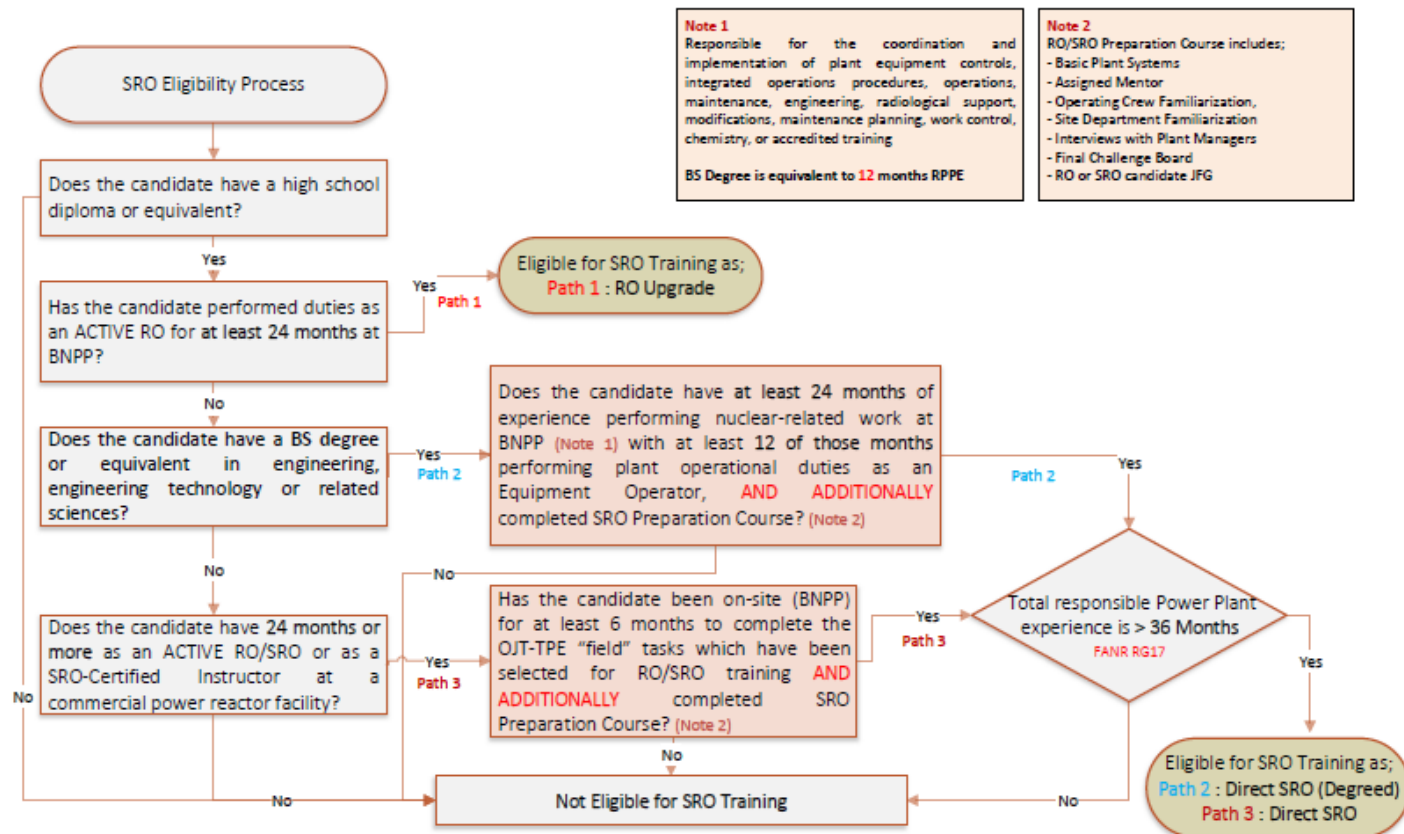 SRO Eligibility Process
Note 1
Responsible for the coordination and
implementation of plant equipment controls,
integrated operations procedures, operations,
maintenance, engineering, radiological support,
modifications, maintenance planning, work control,
chemistry, or accredited training
BS Degree is equivalent to 12 months RPPE
Note 2
RO/SRO Preparation Course includes;
- Basic Plant Systems
- Assigned Mentor
- Operating Crew Familiarization,
- Site Department Familiarization
- Interviews with Plant Managers
- Final Challenge Board
- RO or SRO candidate JFG
Does the candidate have a high school
diploma or equivalent?
Yes
No
Has the candidate performed duties as
an ACTIVE RO for at least 24 months at
BNPP?
Yes
Path 1
Eligible for SRO Training as;
Path 1 : RO Upgrade
No
Does the candidate have a BS degree
or equivalent in engineering,
engineering technology or related
sciences?
Yes
Path 2
Does the candidate have at least 24 months of
experience performing nuclear-related work at
BNPP (Note 1) with at least 12 of those months
performing plant operational duties as an
Equipment Operator, AND ADDITIONALLY
completed SRO Preparation Course? (Note 2)
Yes
Path 2
No
No
Does the candidate have 24 months or
more as an ACTIVE RO/SRO or as a
SRO-Certified Instructor at a
commercial power reactor facility?
Yes
Path 3
Has the candidate been on-site (BNPP)
for at least 6 months to complete the
OJT-TPE “field” tasks which have been
selected for RO/SRO training AND
ADDITIONALLY completed SRO
Preparation Course? (Note 2)
Yes
Path 3
Total responsible Power Plant
experience is > 36 Months
FANR RG17
Yes
No
No
No
Not Eligible for SRO Training
Eligible for SRO Training as;
Path 2 : Direct SRO (Degreed)
Path 3 : Direct SRO